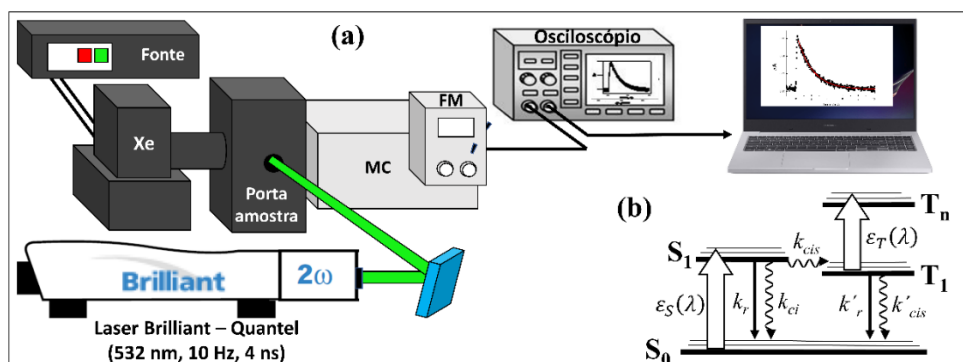 (a)
Fonte
Xe
Porta
amostra
MC
FM
Osciloscópio
Brilliant
2ω
Laser Brilliant – Quantel
(532 nm, 10 Hz, 4 ns)
(b)
Tn
εT(λ)
S1
kcis
T1
εS(λ)
kr
kci
k'r
k'cis
S0